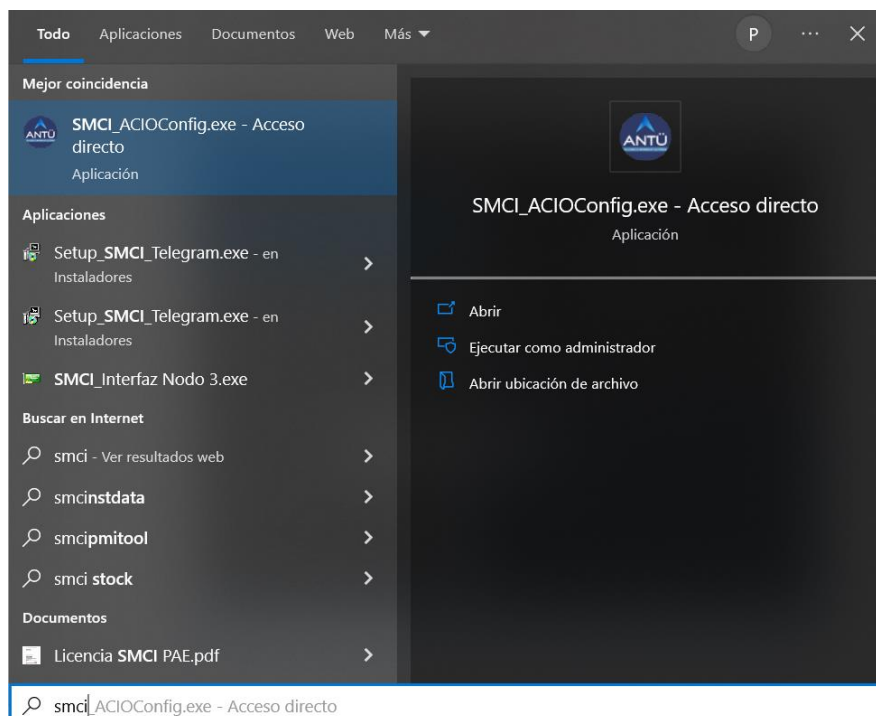 Todo Aplicaciones Documentos Web Más P ...
Mejor coincidencia
ANTÜ
SMCI_ACIOConfig.exe - Acceso
directo
Aplicación
Aplicaciones
Setup_SMCI_Telegram.exe - en
Instaladores
Setup_SMCI_Telegram.exe - en
Instaladores
SMCI_Interfaz Nodo 3.exe
Buscar en Internet
smci - Ver resultados web
smcinstdata
smcipmitool
smci stock
Documentos
Licencia SMCI PAE.pdf
smci_ACIOConfig.exe - Acceso directo
ANTÜ
SMCI_ACIOConfig.exe - Acceso directo
Aplicación
Abrir
Ejecutar como administrador
Abrir ubicación de archivo